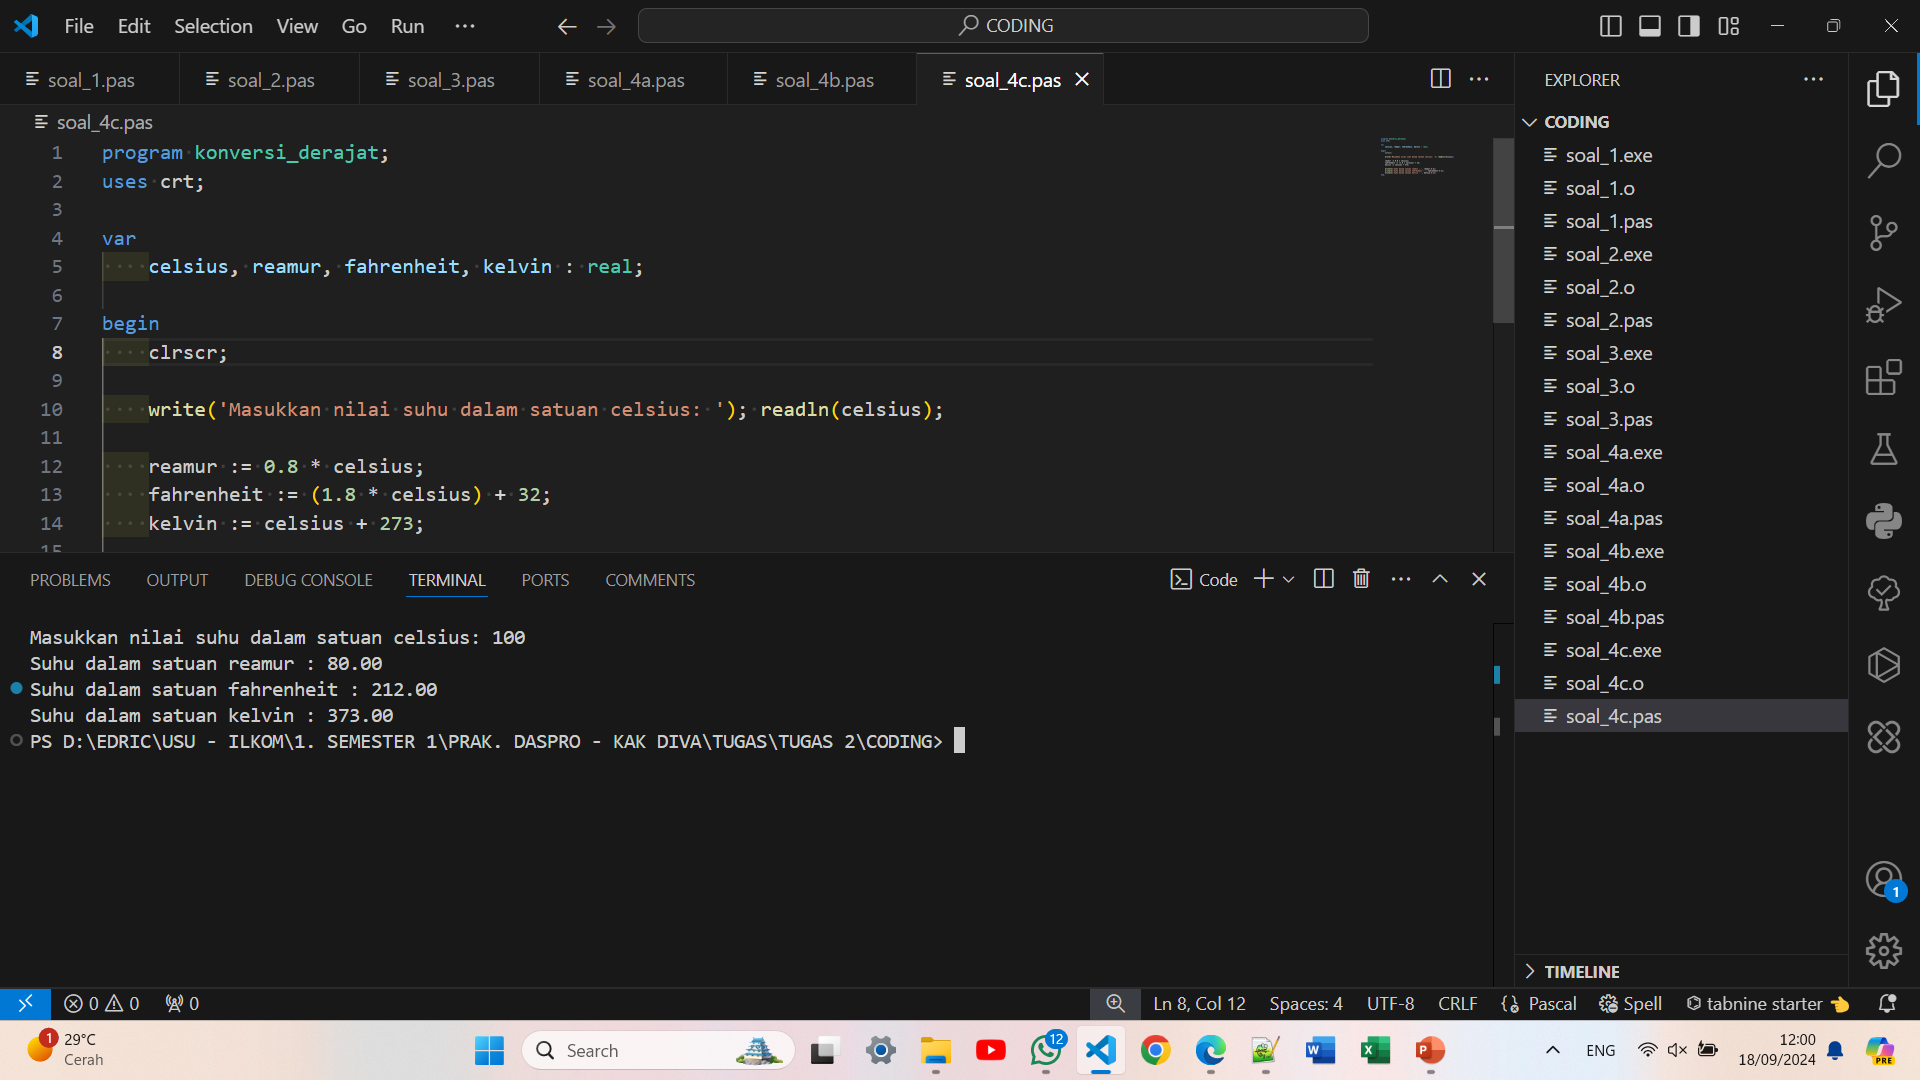 File Edit Selection View Go Run ··· CODING
soal_1.pas soal_2.pas soal_3.pas soal_4a.pas soal_4b.pas soal_4c.pas
soal_4c.pas
1 program konversi_derajat;
2 uses crt;
3
4 var
5 celsius, reamur, fahrenheit, kelvin : real;
6
7 begin
8 clrscr;
9
10 write('Masukkan nilai suhu dalam satuan celsius: '); readln(celsius);
11
12 reamur := 0.8 * celsius;
13 fahrenheit := (1.8 * celsius) + 32;
14 kelvin := celsius + 273;
15
PROBLEMS OUTPUT DEBUG CONSOLE TERMINAL PORTS COMMENTS Code
Masukkan nilai suhu dalam satuan celsius: 100
Suhu dalam satuan reamur : 80.00
Suhu dalam satuan fahrenheit : 212.00
Suhu dalam satuan kelvin : 373.00
PS D:\EDRIC\USU - ILKOM\1. SEMESTER 1\PRAK. DASPRO - KAK DIVA\TUGAS\TUGAS 2\CODING>
EXPLORER
CODING
soal_1.exe
soal_1.o
soal_1.pas
soal_2.exe
soal_2.o
soal_2.pas
soal_3.exe
soal_3.o
soal_3.pas
soal_4a.exe
soal_4a.o
soal_4a.pas
soal_4b.exe
soal_4b.o
soal_4b.pas
soal_4c.exe
soal_4c.o
soal_4c.pas
TIMELINE
1
0 0 0 Ln 8, Col 12 Spaces: 4 UTF-8 CRLF Pascal Spell tabnine starter
1 29°C
Cerah
Search
12
ENG
12:00
18/09/2024
PRE